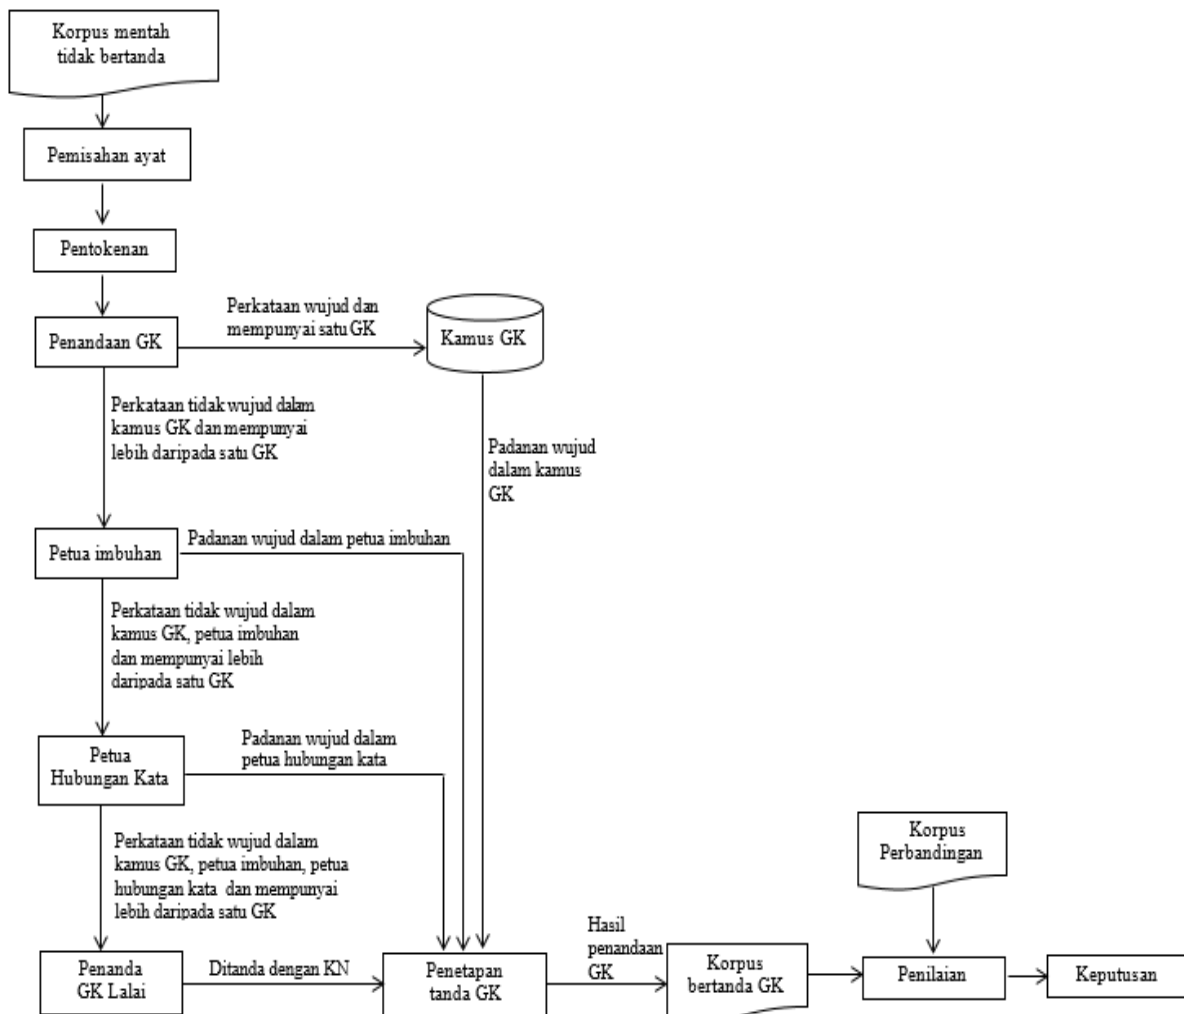 Korpus mentah
tidak bertanda
Pemisahan ayat
Pentokenan
Penandaan GK
Perkataan wujud dan
mempunyai satu GK
Kamus GK
Perkataan tidak wujud dalam
kamus GK dan mempunyai
lebih daripada satu GK
Padanan wujud
dalam kamus
GK
Petua imbuhan
Padanan wujud dalam petua imbuhan
Perkataan tidak wujud dalam
kamus GK, petua imbuhan
dan mempunyai lebih
daripada satu GK
Petua
Hubungan Kata
Padanan wujud dalam
petua hubungan kata
Perkataan tidak wujud dalam
kamus GK, petua imbuhan, petua
hubungan kata dan mempunyai
lebih daripada satu GK
Korpus
Perbandingan
Penanda
GK Lalai
Ditanda dengan KN
Penetapan
tanda GK
Hasil
penandaan
GK
Korpus
bertanda GK
Penilaian
Keputusan